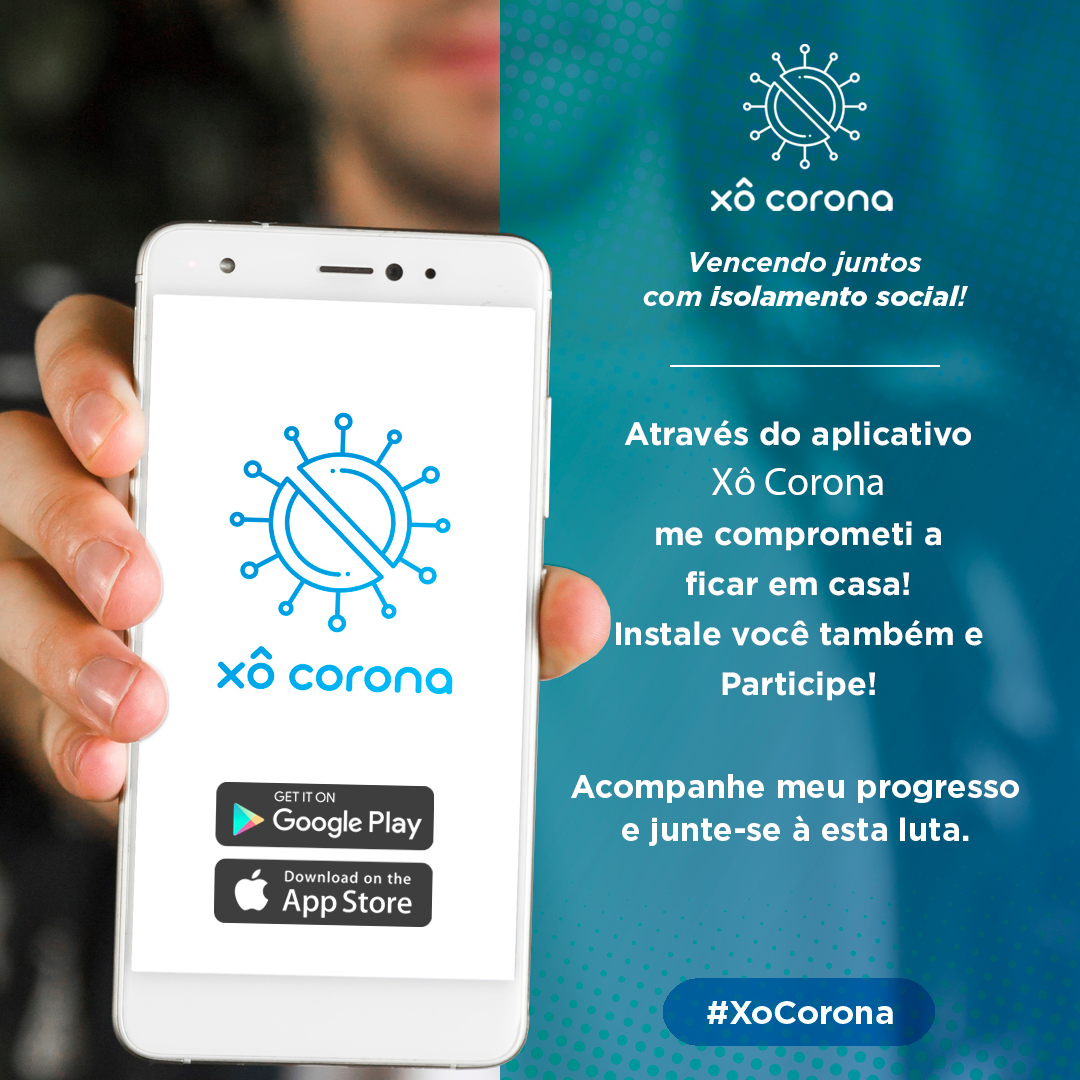 xô corona
GET IT ON
Google Play
Download on the
App Store
xô corona
Vencendo juntos
com isolamento social!
Através do aplicativo
Xô Corona
me comprometi a
ficar em casa!
Instale você também e
Participe!
Acompanhe meu progresso
e junte-se à esta luta.
#XoCorona